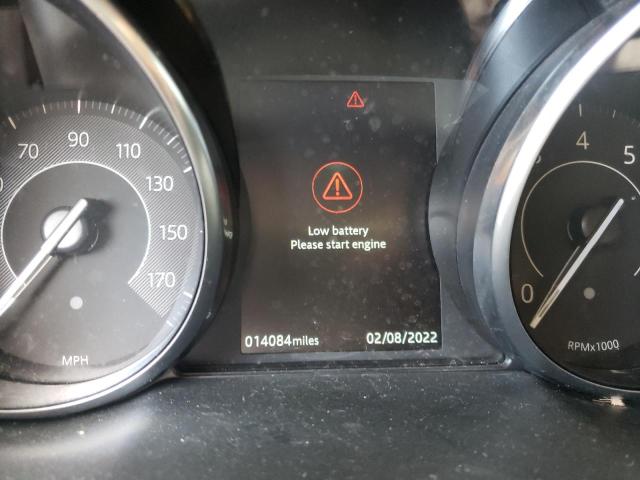 70 90 110 130 150 170
MPH
Low battery
Please start engine
014084miles 02/08/2022
4 5
0
RPMx1000